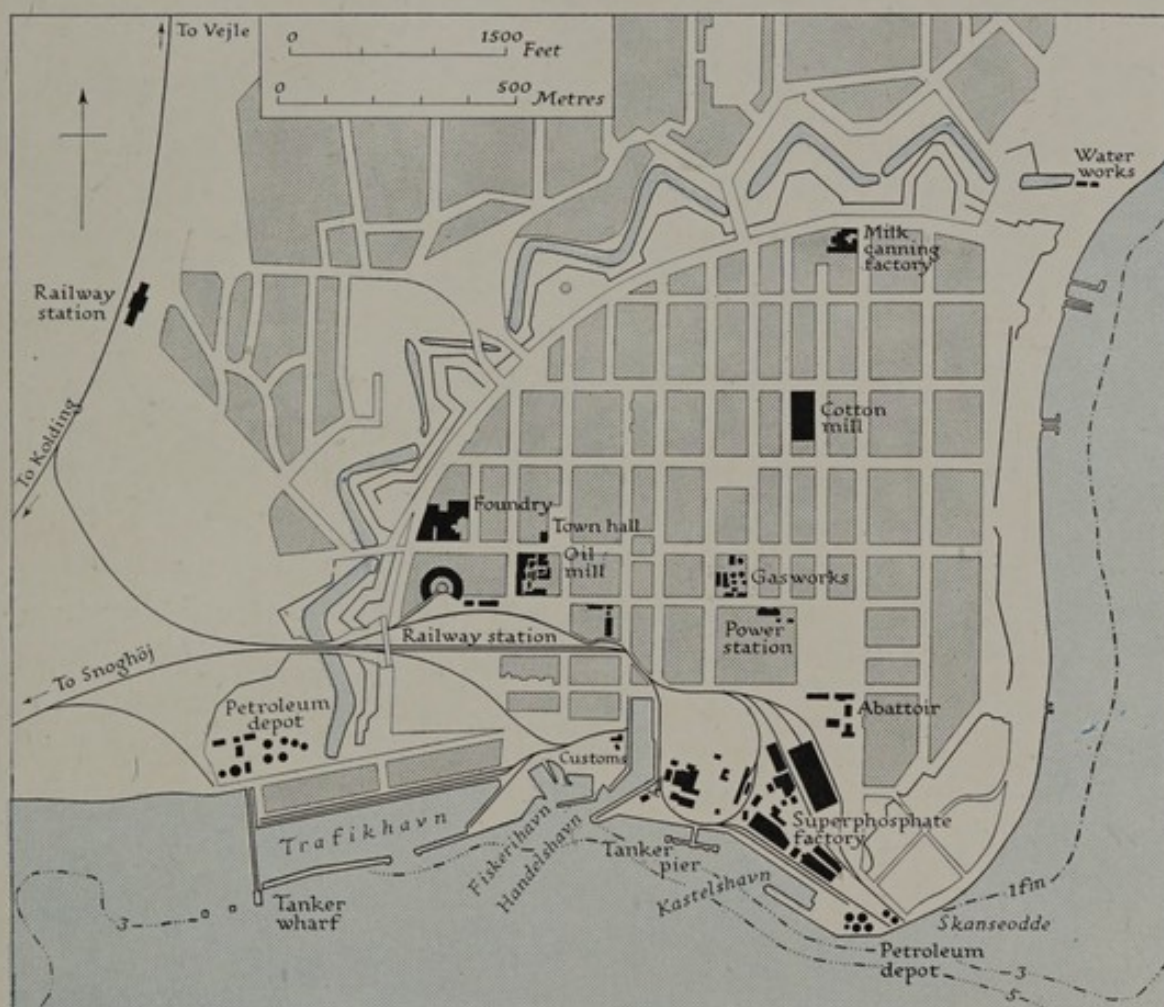 To Vejle
0 1500
Feet
0 500
Metres
Water
works
Milk
canning
factory
Railway
station
Cotton
mill
To Kolding
Foundry
Town hall
Oil
mill
Gasworks
Railway station
Power
station
To Snoghöj
Petroleum
depot
Abattoir
Customs
Trafikhavn
Fiskerihavn
Handelshavn
Superphosphate
factory
Tanker
pier
Kastelshavn
1fm
Tanker
wharf
3
Skanseodde
Petroleum
depot
3
5